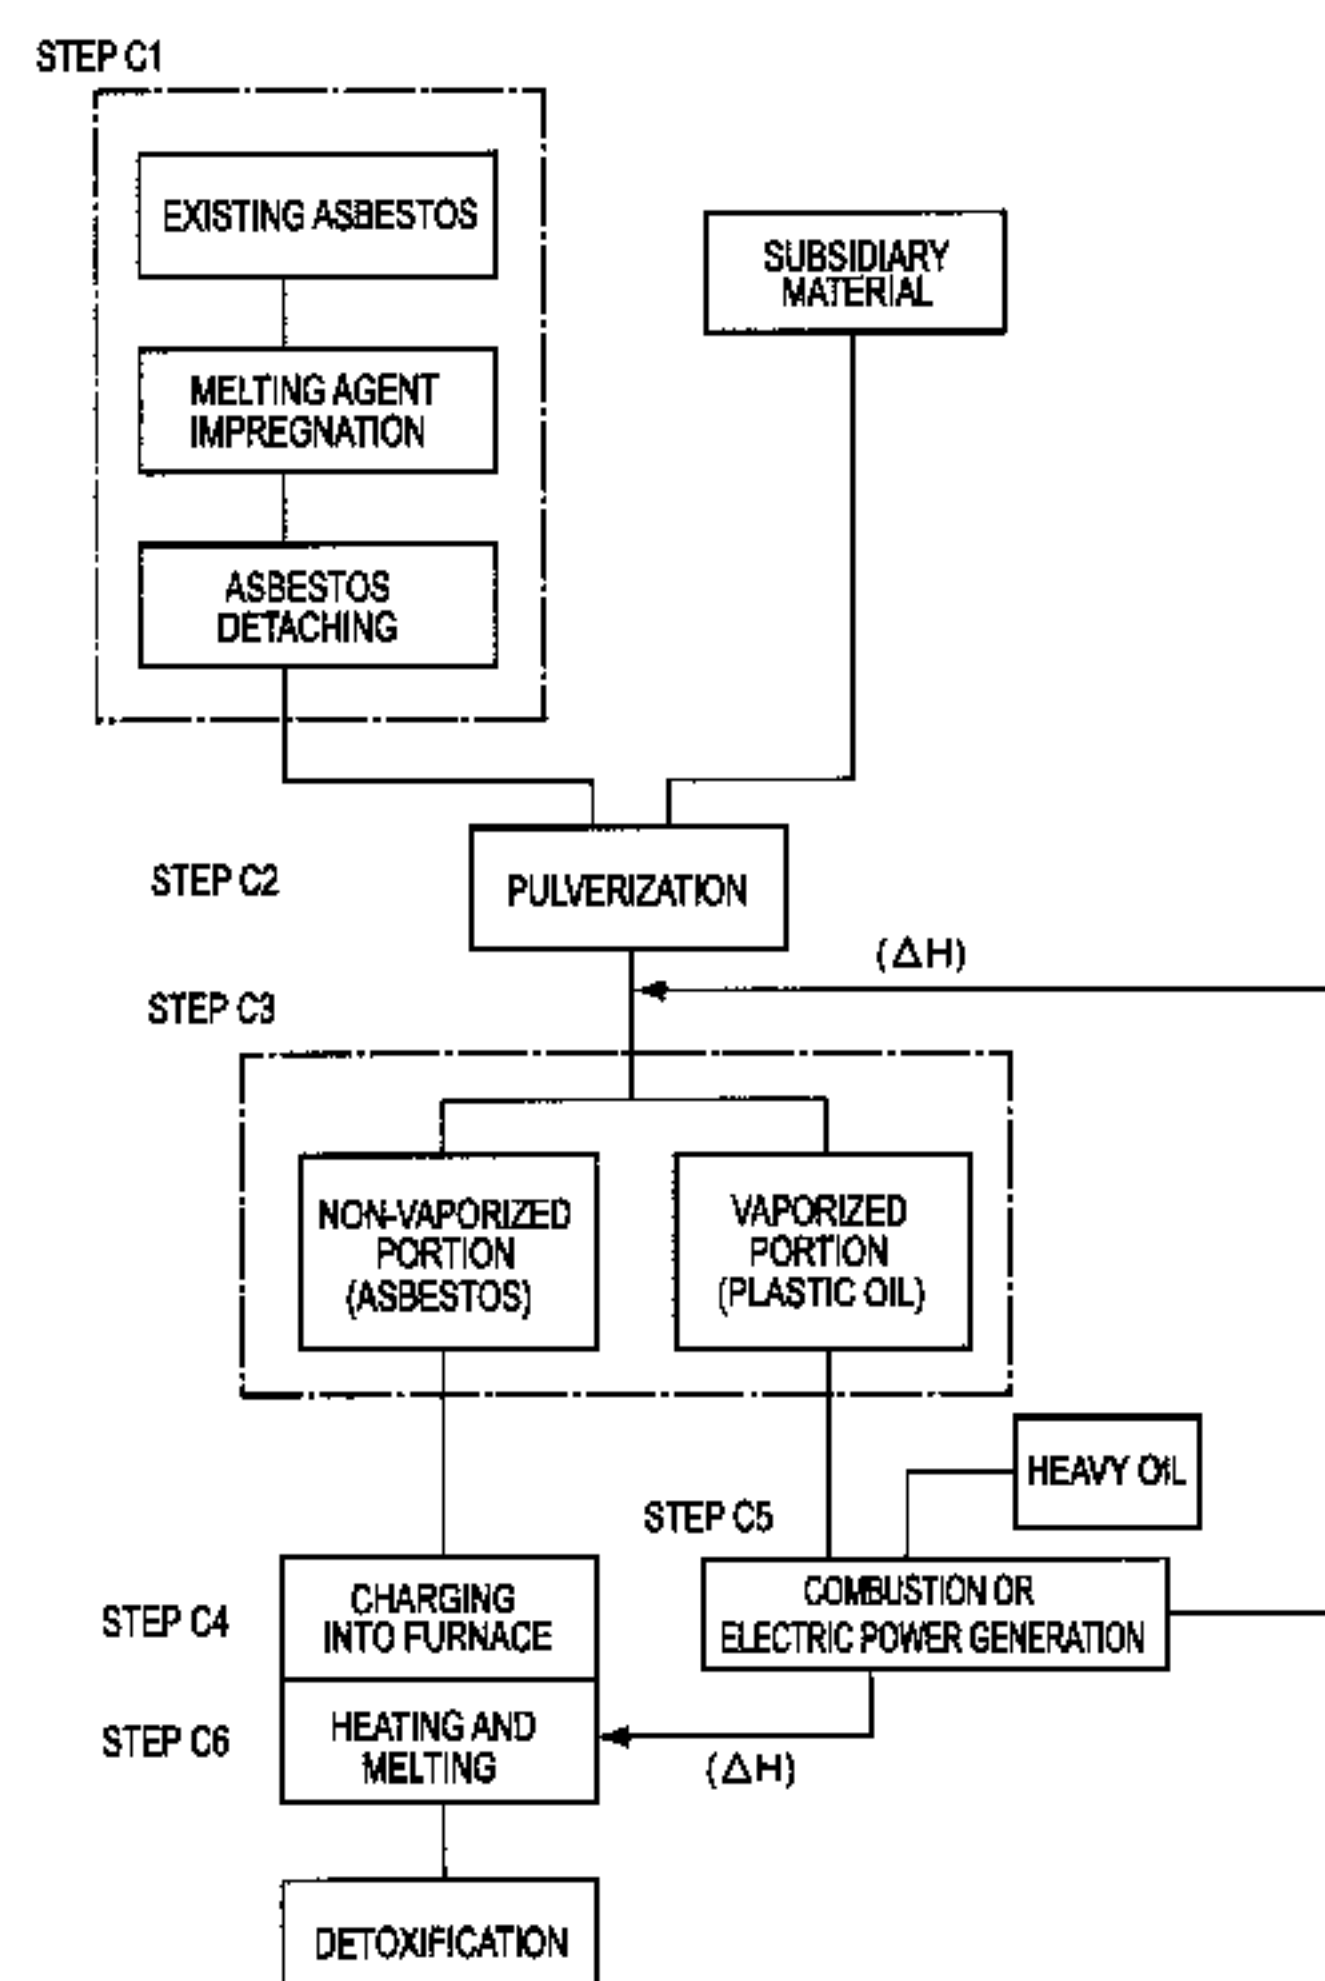 STEP C1
EXISTING ASBESTOS
SUBSIDIARY
MATERIAL
MELTING AGENT
IMPREGNATION
ASBESTOS
DETACHING
STEP C2
PULVERIZATION
(ΔH)
STEP C3
NON-VAPORIZED
PORTION
(ASBESTOS)
VAPORIZED
PORTION
(PLASTIC OIL)
HEAVY OIL
STEP C5
COMBUSTION OR
ELECTRIC POWER GENERATION
STEP C4
CHARGING
INTO FURNACE
STEP C6
HEATING AND
MELTING
(ΔH)
DETOXIFICATION